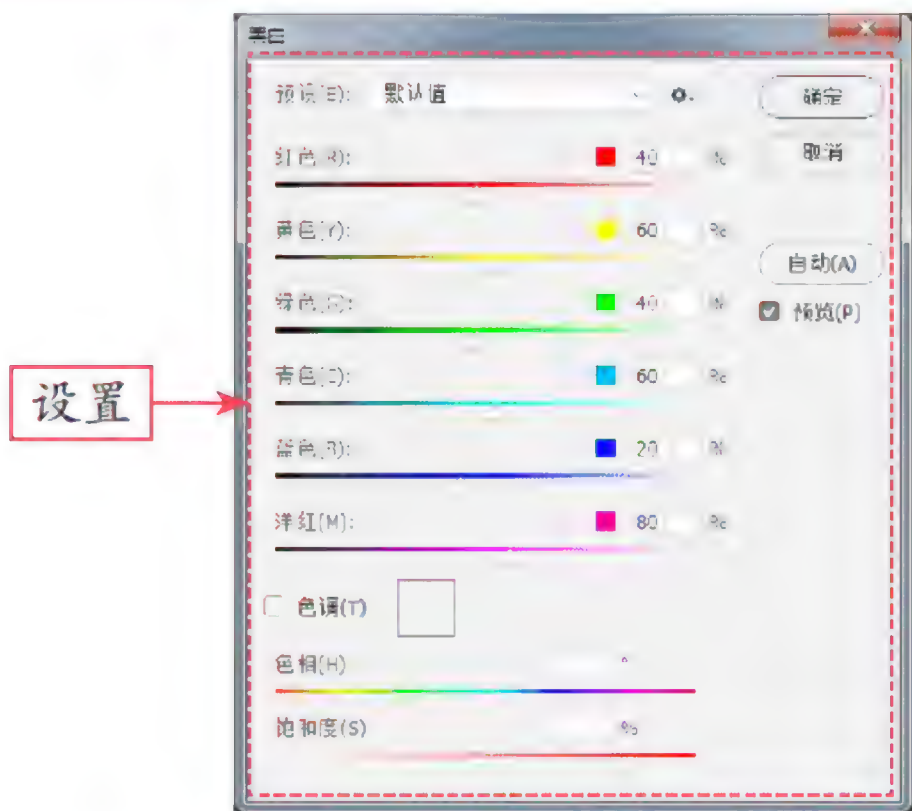 黑白
预设(E): 默认值 确定
红色(R): 40 % 取消
黄色(Y): 60 %
自动(A)
绿色(G): 40 %
预览(P)
青色(C): 60 %
设置
蓝色(B): 20 %
洋红(M): 80 %
色调(T)
色相(H) °
饱和度(S) %